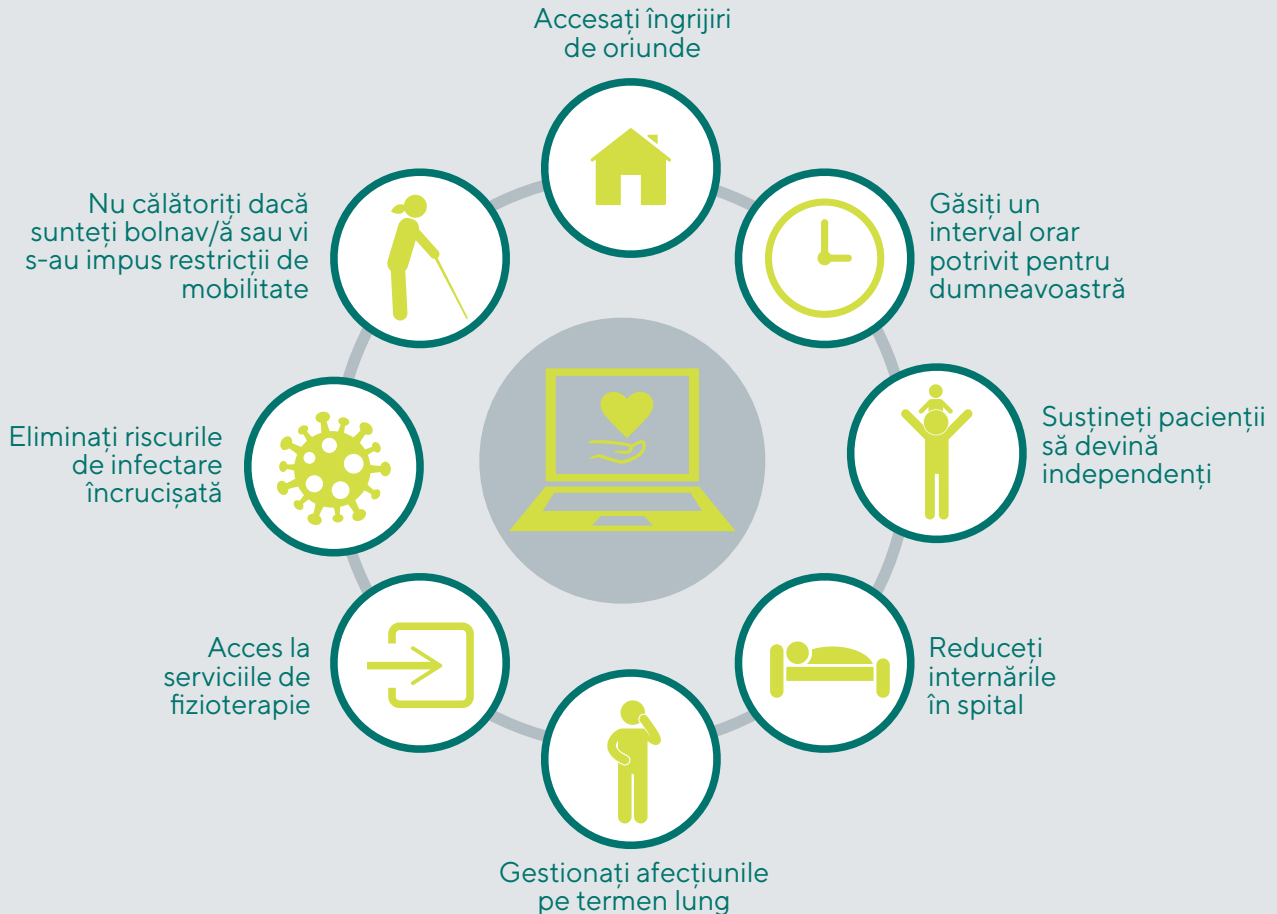 Accesați îngrijiri
de oriunde
Găsiți un
interval orar
potrivit pentru
dumneavoastră
Susțineți pacienții
să devină
independenți
Reduceți
internările
în spital
Gestionați afecțiunile
pe termen lung
Acces la
serviciile de
fizioterapie
Eliminați riscurile
de infectare
încrucișată
Nu călătoriți dacă
sunteți bolnav/ă sau vi
s-au impus restricții de
mobilitate